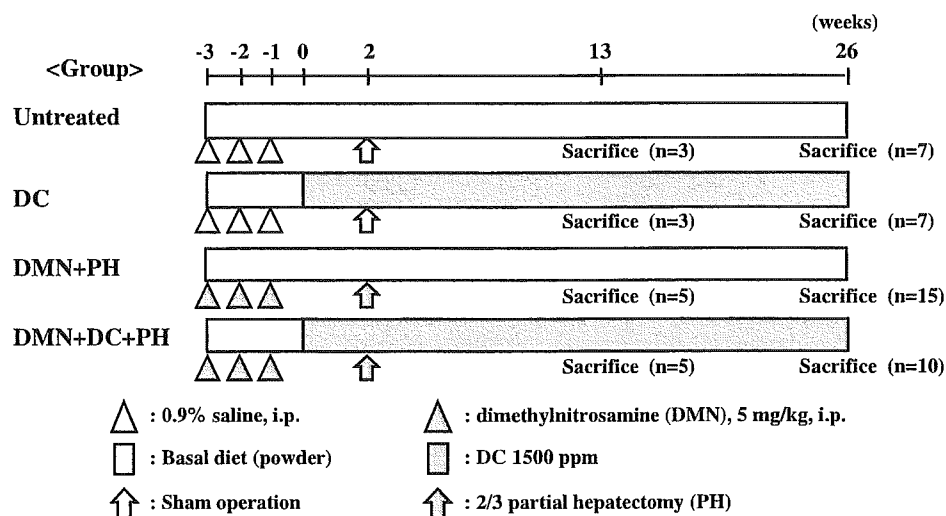 (weeks)
-3 -2 -1 0 2 13 26
<Group>
Untreated
Sacrifice (n=3) Sacrifice (n=7)
DC
Sacrifice (n=3) Sacrifice (n=7)
DMN+PH
Sacrifice (n=5) Sacrifice (n=15)
DMN+DC+PH
Sacrifice (n=5) Sacrifice (n=10)
: 0.9% saline, i.p. : dimethylnitrosamine (DMN), 5 mg/kg, i.p.
: Basal diet (powder) : DC 1500 ppm
: Sham operation : 2/3 partial hepatectomy (PH)